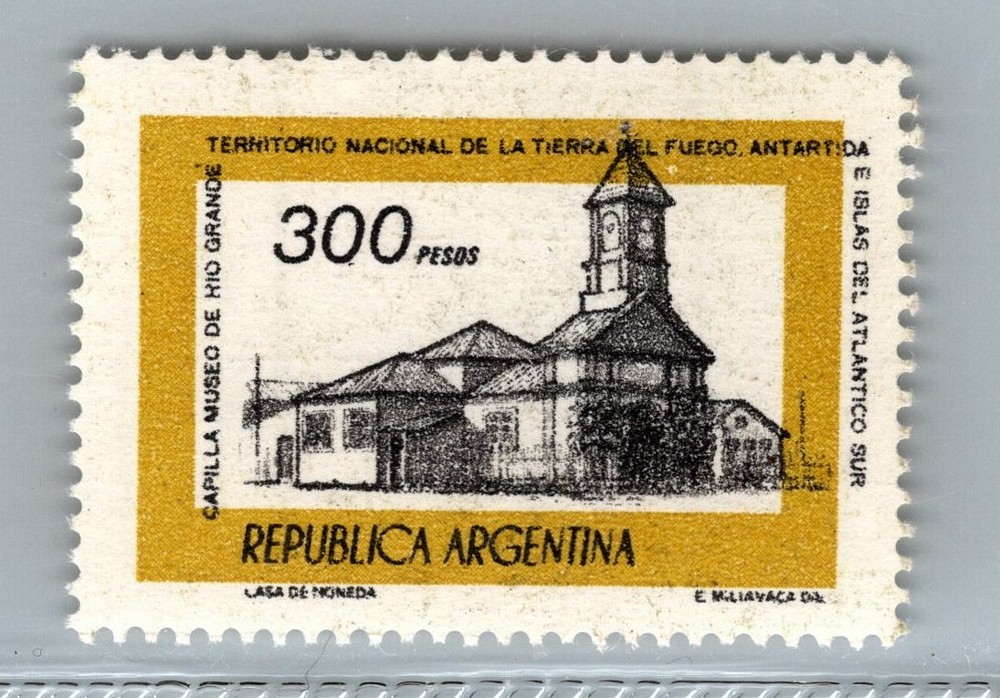 TERRITORIO NACIONAL DE LA TIERRA DEL FUEGO, ANTARTIDA
E ISLAS DEL ATLANTICO SUR
CAPILLA MUSEO DE RIO GRANDE
300 PESOS
REPUBLICA ARGENTINA
CASA DE MONEDA
E. MILIAVACA DIB.